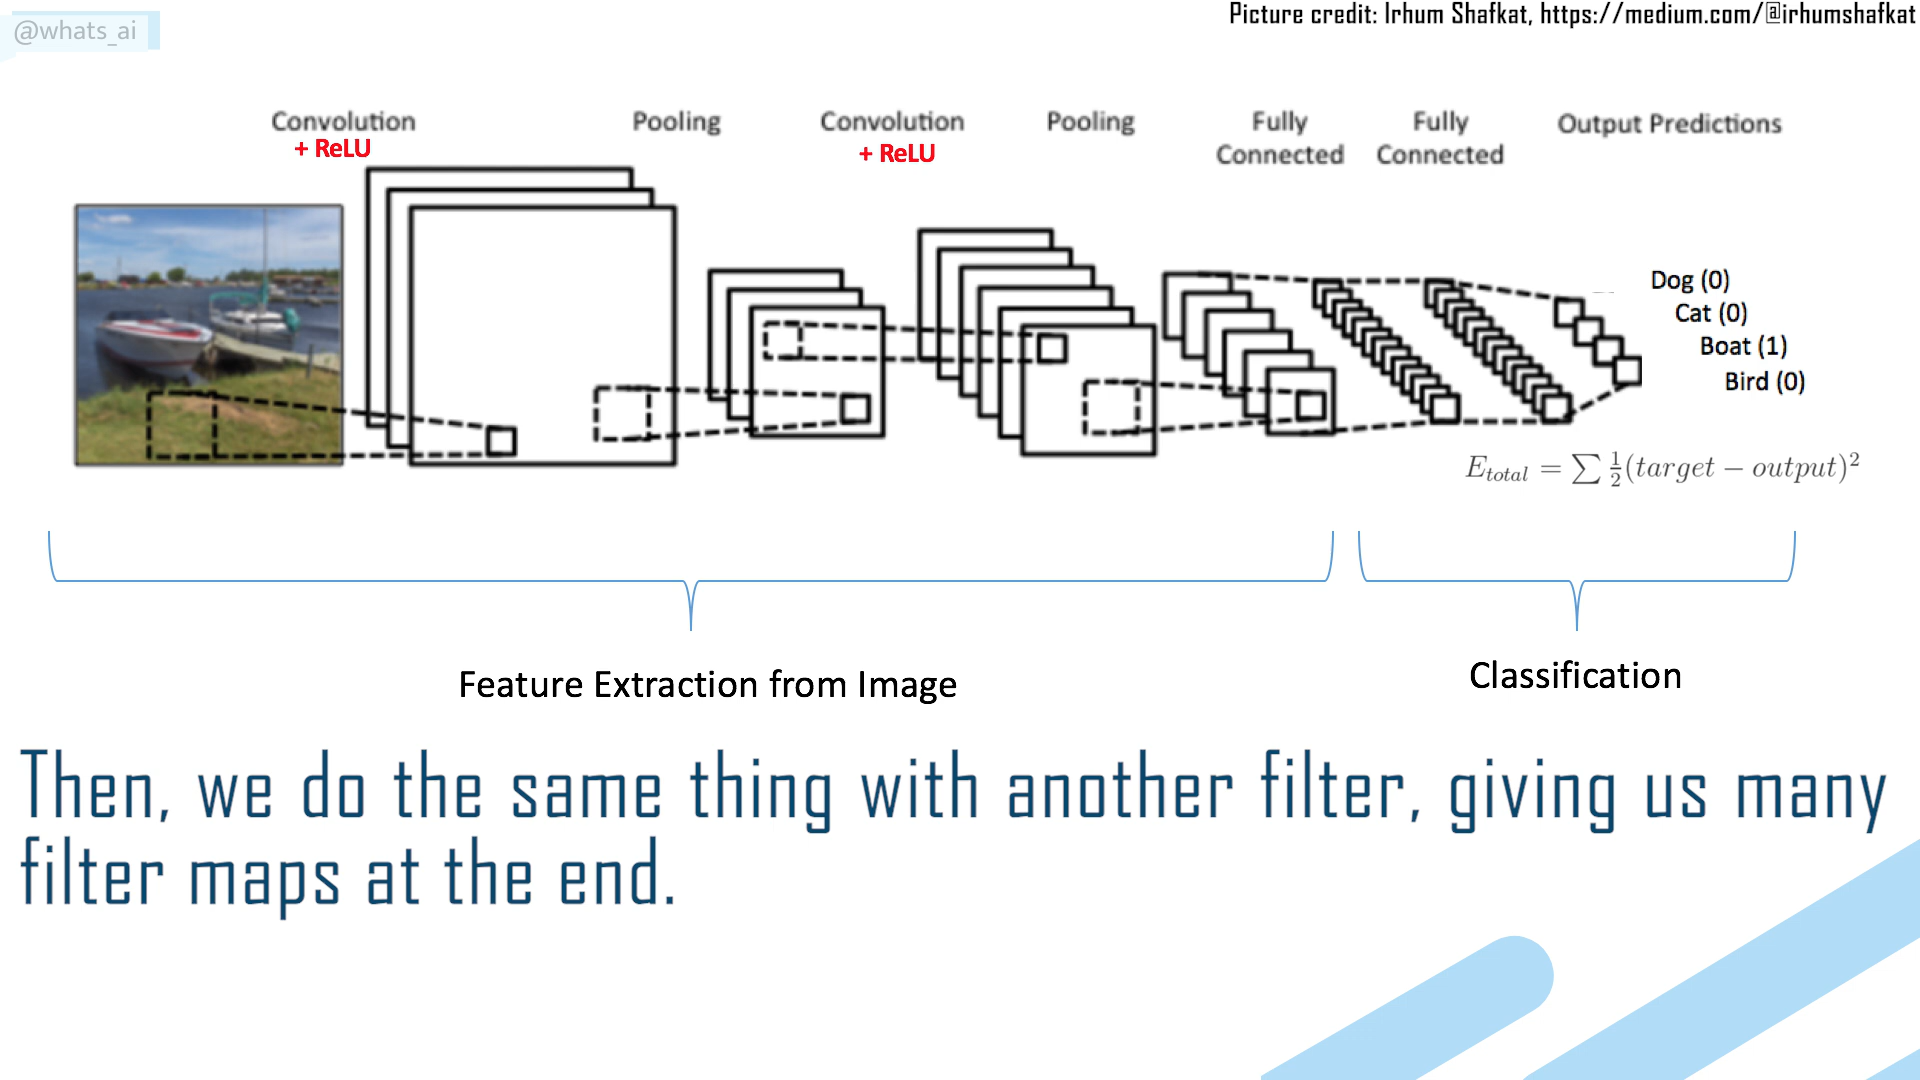 @whats_ai
Picture credit: Irhum Shafkat, https://medium.com/@irhumshafkat
Convolution
+ ReLU
Pooling
Convolution
+ ReLU
Pooling
Fully
Connected
Fully
Connected
Output Predictions
Dog (0)
Cat (0)
Boat (1)
Bird (0)
E_total = ∑ ½(target − output)²
Feature Extraction from Image
Classification
Then, we do the same thing with another filter, giving us many
filter maps at the end.